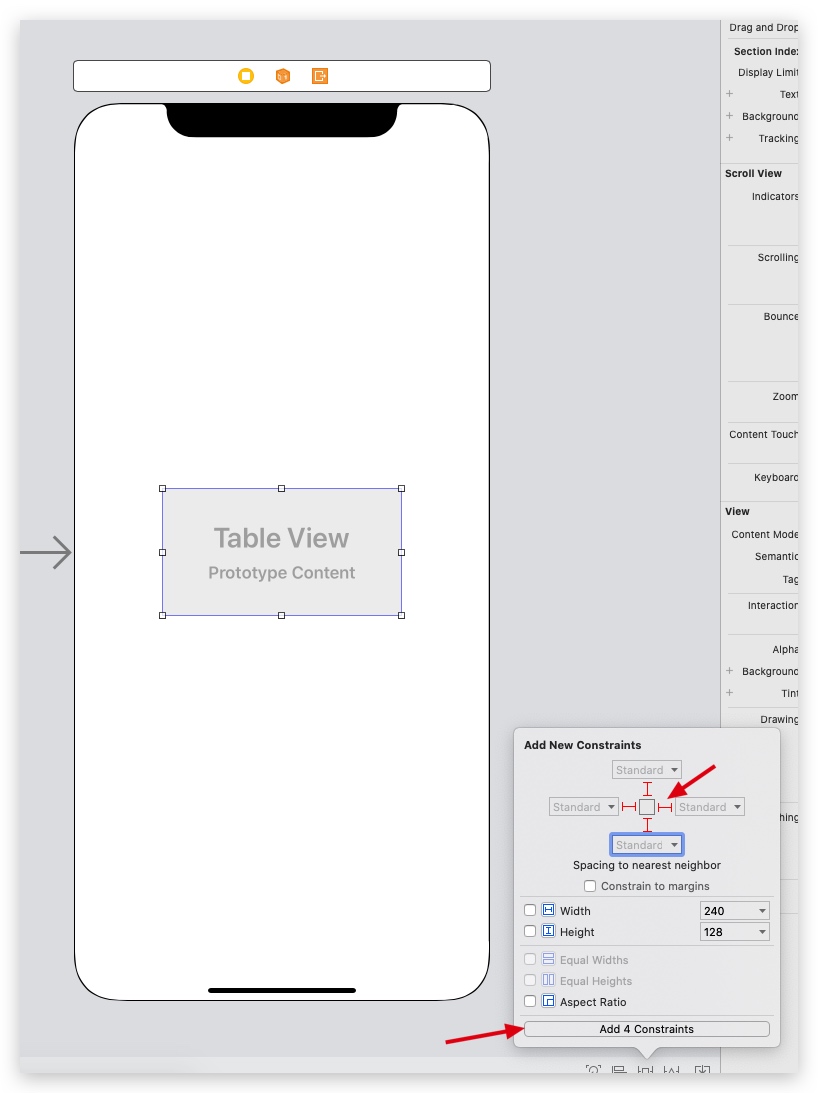 Drag and Drop
Section Index
Display Limit
+ Text
+ Background
+ Tracking
Scroll View
Indicators
Scrolling
Bounce
Zoom
Content Touch
Keyboard
View
Content Mode
Semantic
Tag
Interaction
Alpha
+ Background
+ Tint
Drawing
hing
Table View
Prototype Content
Add New Constraints
Standard
Standard
Standard
Standard
Spacing to nearest neighbor
Constrain to margins
Width 240
Height 128
Equal Widths
Equal Heights
Aspect Ratio
Add 4 Constraints